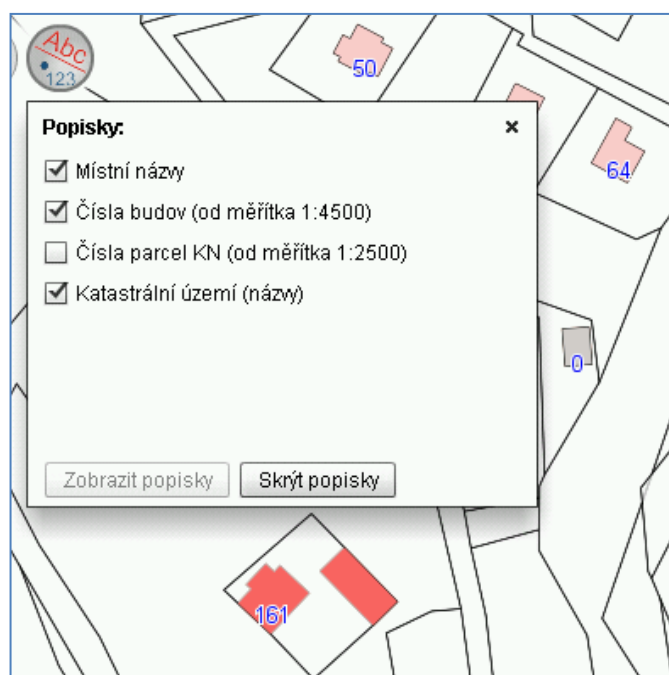 Abc
123
50
Popisky:
Místní názvy
64
Čísla budov (od měřítka 1:4500)
Čísla parcel KN (od měřítka 1:2500)
Katastrální území (názvy)
0
Zobrazit popisky
Skrýt popisky
161